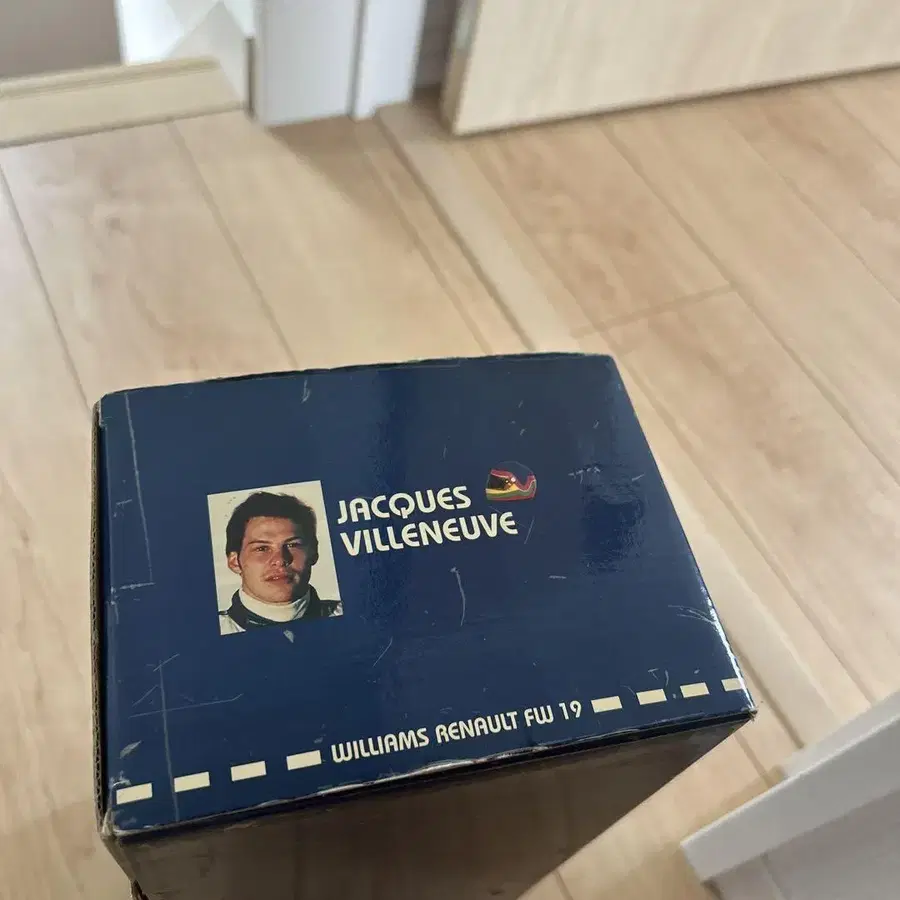 JACQUES
VILLENEUVE
WILLIAMS RENAULT FW 19